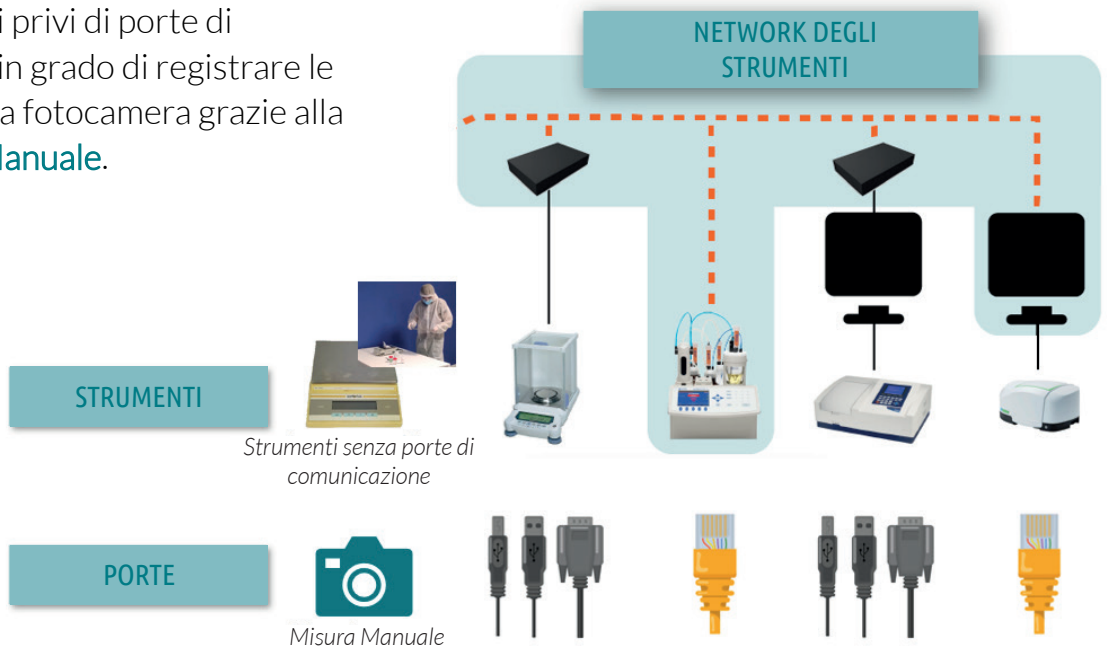 i privi di porte di
in grado di registrare le
a fotocamera grazie alla
Manuale.
NETWORK DEGLI
STRUMENTI
STRUMENTI
Strumenti senza porte di
comunicazione
PORTE
Misura Manuale